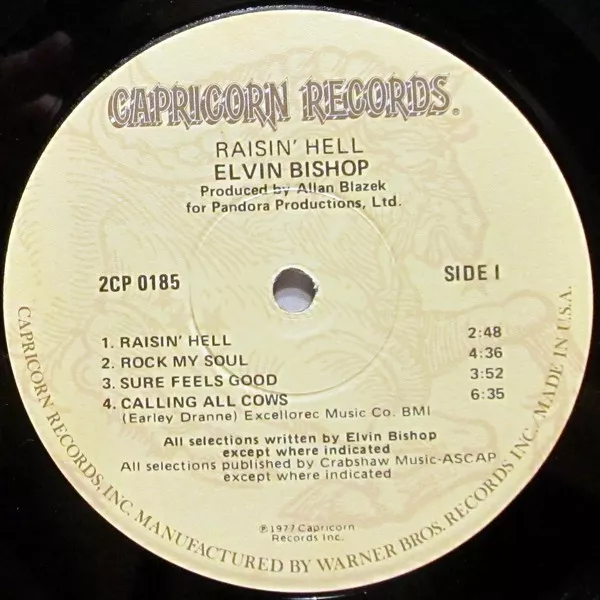 CAPRICORN RECORDS.
RAISIN' HELL
ELVIN BISHOP
Produced by Allan Blazek
for Pandora Productions, Ltd.
2CP 0185
SIDE I
1. RAISIN' HELL 2:48
2. ROCK MY SOUL 4:36
3. SURE FEELS GOOD 3:52
4. CALLING ALL COWS 6:35
(Earley Dranne) Excellorec Music Co. BMI
All selections written by Elvin Bishop
except where indicated
All selections published by Crabshaw Music-ASCAP
except where indicated
℗1977 Capricorn
Records Inc.
CAPRICORN RECORDS, INC. MANUFACTURED BY WARNER BROS. RECORDS INC. MADE IN U.S.A.